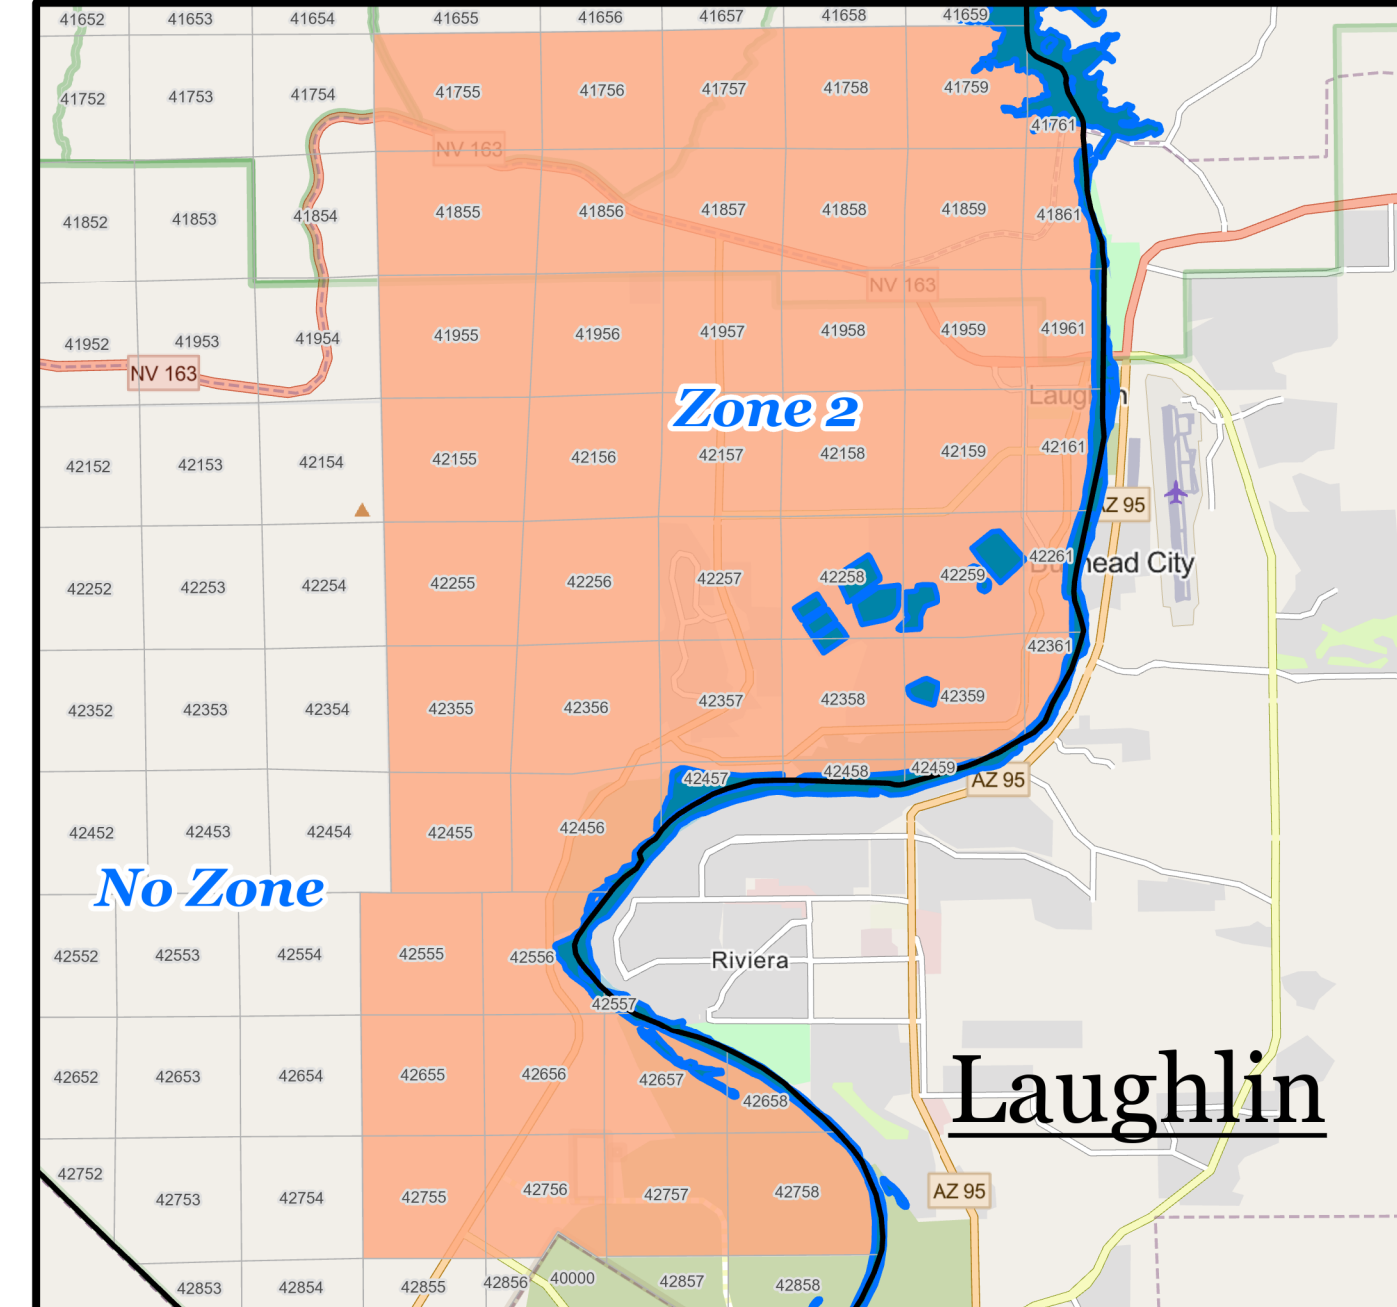 41652 41653 41654 41655 41656 41657 41658 41659
41752 41753 41754 41755 41756 41757 41758 41759
41761
NV 163
41852 41853 41854 41855 41856 41857 41858 41859 41861
NV 163
41952 41953 41954 41955 41956 41957 41958 41959 41961
NV 163
Laughlin
Zone 2
42152 42153 42154 42155 42156 42157 42158 42159 42161
AZ 95
42252 42253 42254 42255 42256 42257 42258 42259 42261
Bullhead City
42361
42352 42353 42354 42355 42356 42357 42358 42359
42457 42458 42459
AZ 95
42452 42453 42454 42455 42456
No Zone
42552 42553 42554 42555 42556
Riviera
42557
42652 42653 42654 42655 42656 42657
42658
Laughlin
42752 42753 42754 42755 42756 42757 42758
AZ 95
42853 42854 42855 42856 40000 42857 42858